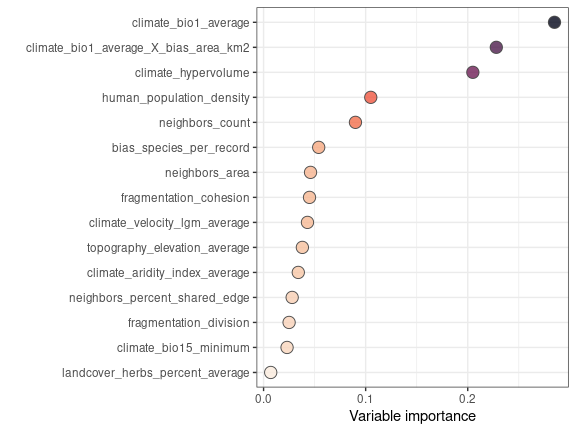 climate_bio1_average
climate_bio1_average_X_bias_area_km2
climate_hypervolume
human_population_density
neighbors_count
bias_species_per_record
neighbors_area
fragmentation_cohesion
climate_velocity_lgm_average
topography_elevation_average
climate_aridity_index_average
neighbors_percent_shared_edge
fragmentation_division
climate_bio15_minimum
landcover_herbs_percent_average
0.0 0.1 0.2
Variable importance